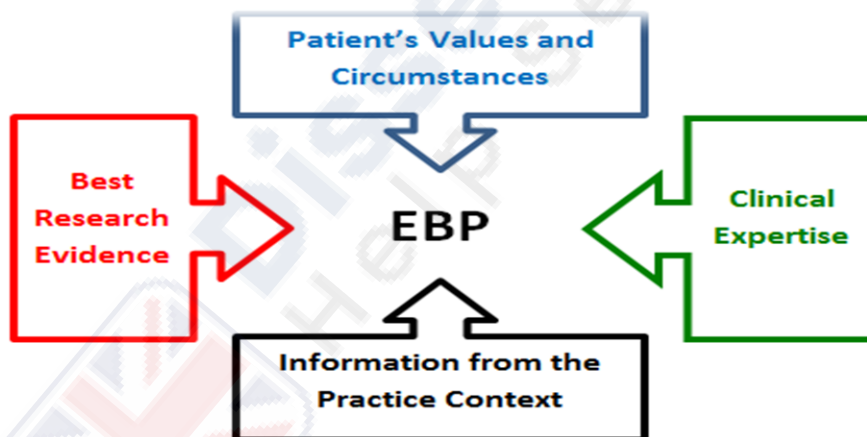 Patient's Values and
Circumstances
Best
Research
Evidence
EBP
Clinical
Expertise
Information from the
Practice Context